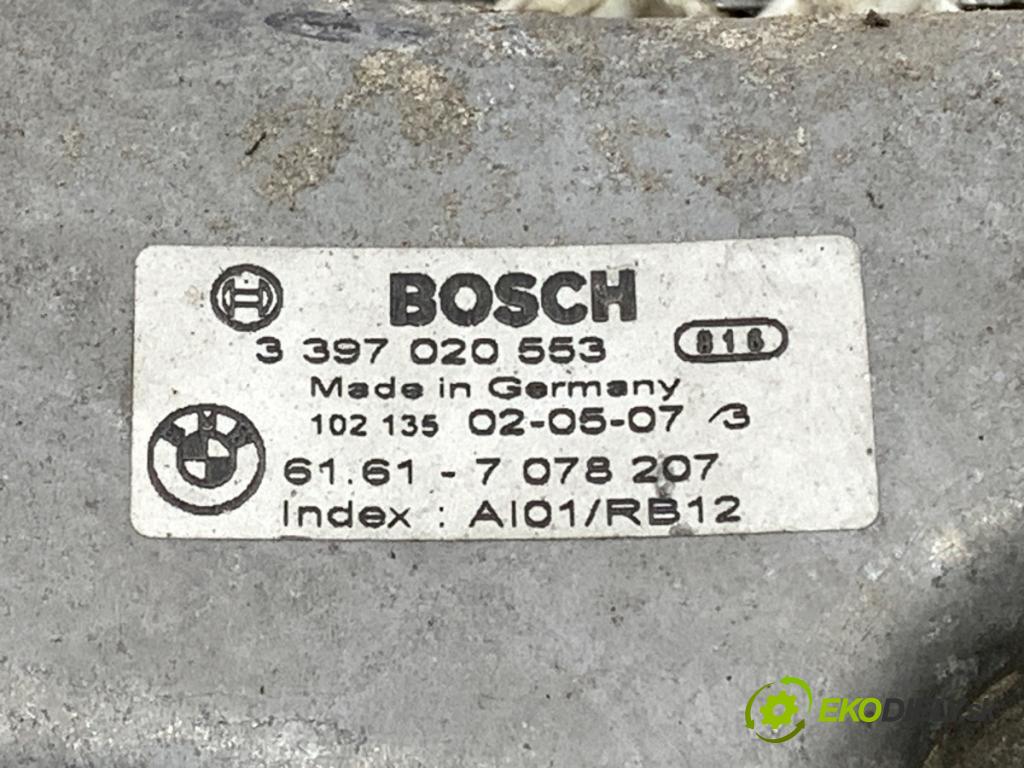 BOSCH
3 397 020 553 816
Made in Germany
102 135 02-05-07 /3
BMW
61.61 - 7 078 207
Index : AI01/RB12